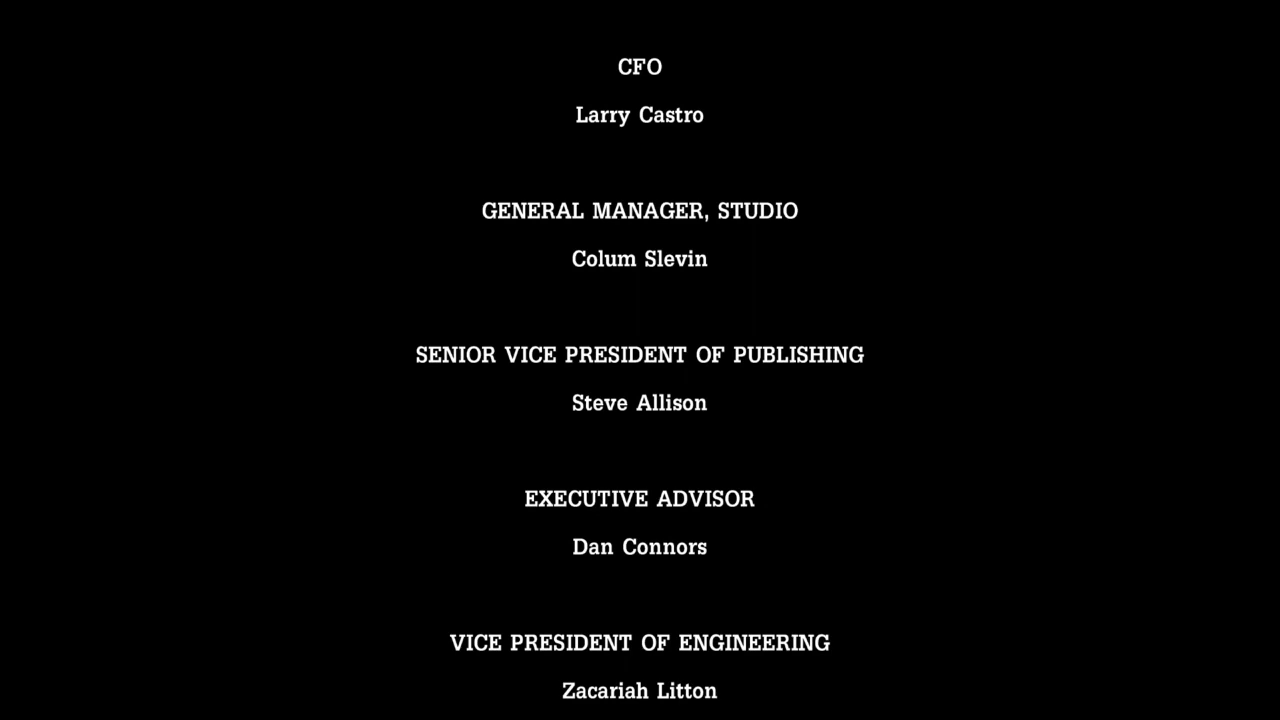 CFO
Larry Castro
GENERAL MANAGER, STUDIO
Colum Slevin
SENIOR VICE PRESIDENT OF PUBLISHING
Steve Allison
EXECUTIVE ADVISOR
Dan Connors
VICE PRESIDENT OF ENGINEERING
Zacariah Litton